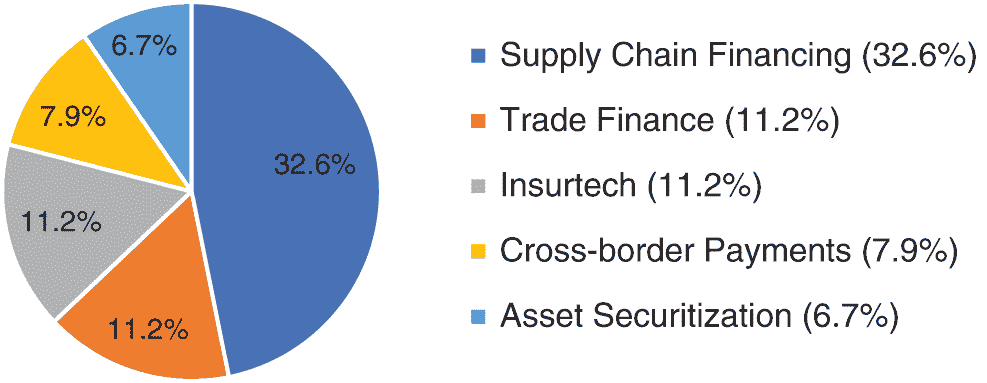 6.7%
7.9%
32.6%
11.2%
11.2%
Supply Chain Financing (32.6%)
Trade Finance (11.2%)
Insurtech (11.2%)
Cross-border Payments (7.9%)
Asset Securitization (6.7%)